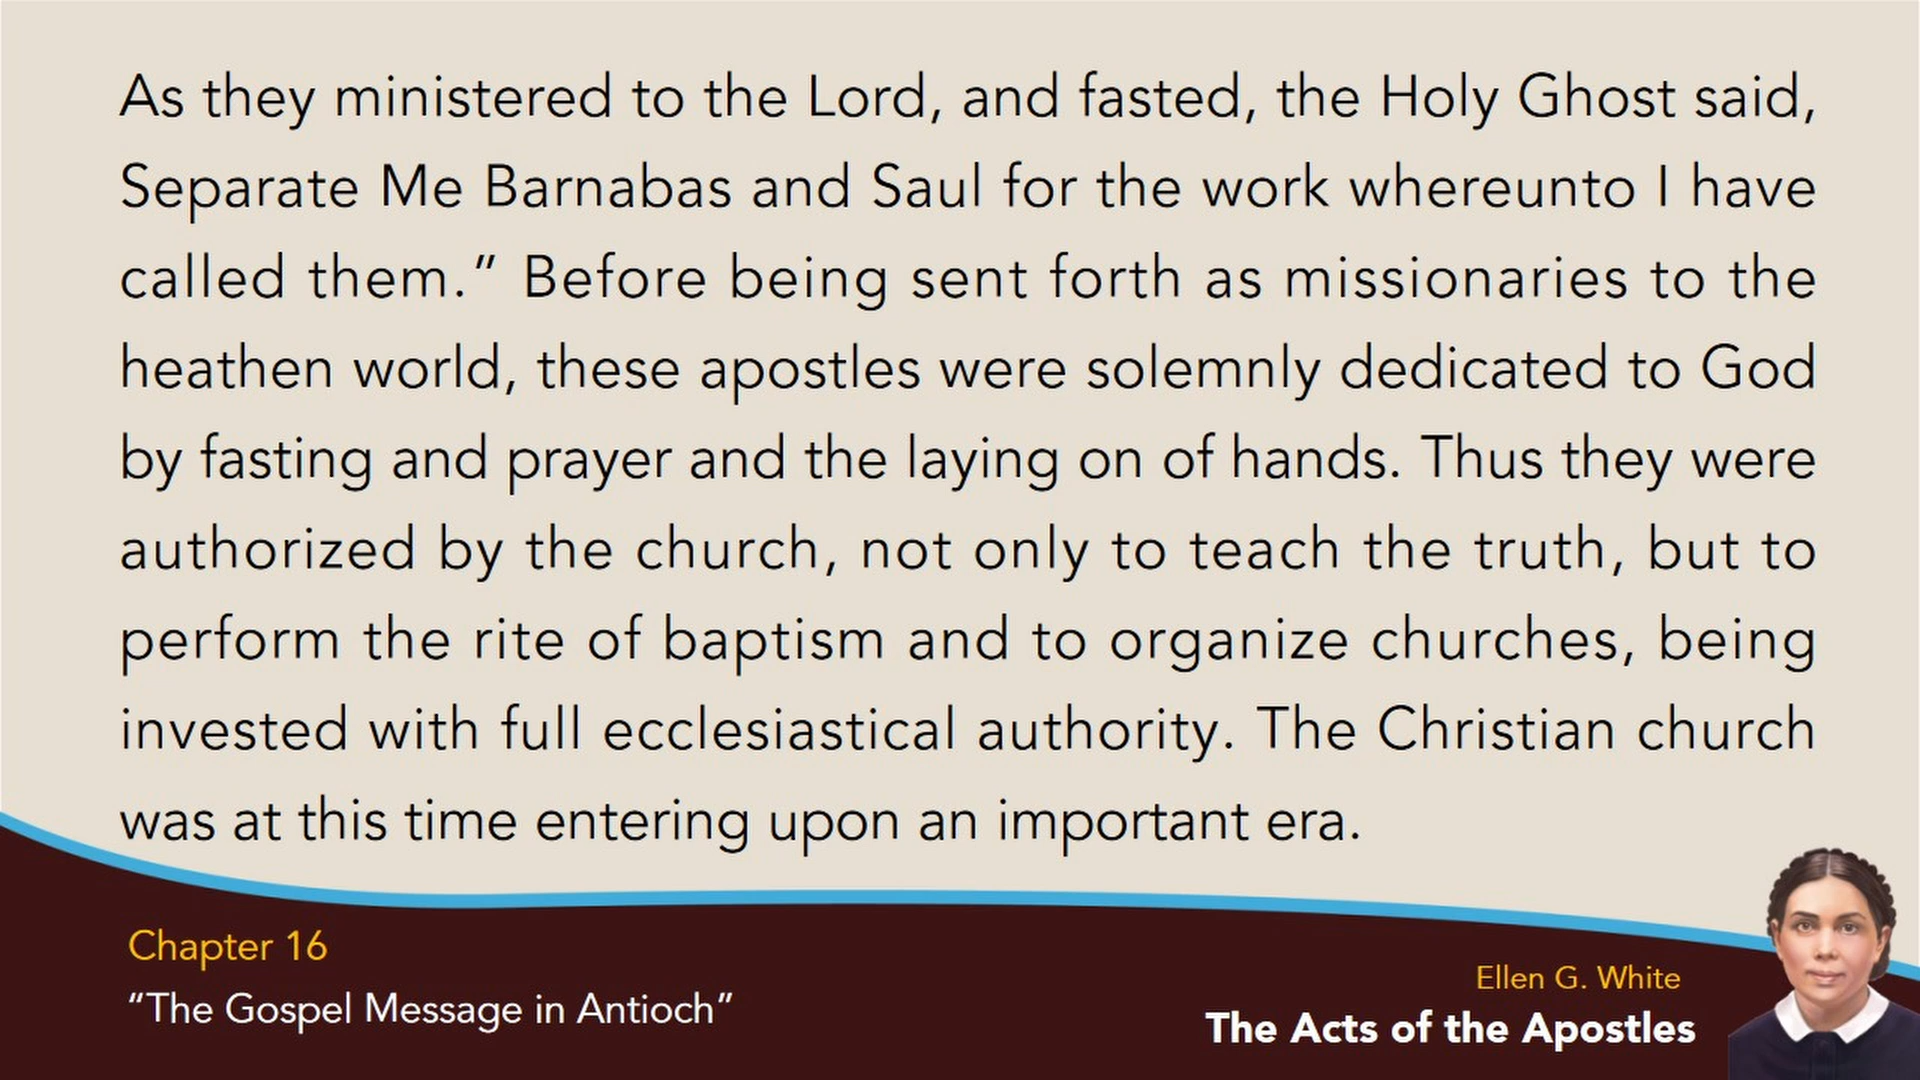 As they ministered to the Lord, and fasted, the Holy Ghost said,
Separate Me Barnabas and Saul for the work whereunto I have
called them.” Before being sent forth as missionaries to the
heathen world, these apostles were solemnly dedicated to God
by fasting and prayer and the laying on of hands. Thus they were
authorized by the church, not only to teach the truth, but to
perform the rite of baptism and to organize churches, being
invested with full ecclesiastical authority. The Christian church
was at this time entering upon an important era.
Chapter 16
“The Gospel Message in Antioch”
Ellen G. White
The Acts of the Apostles